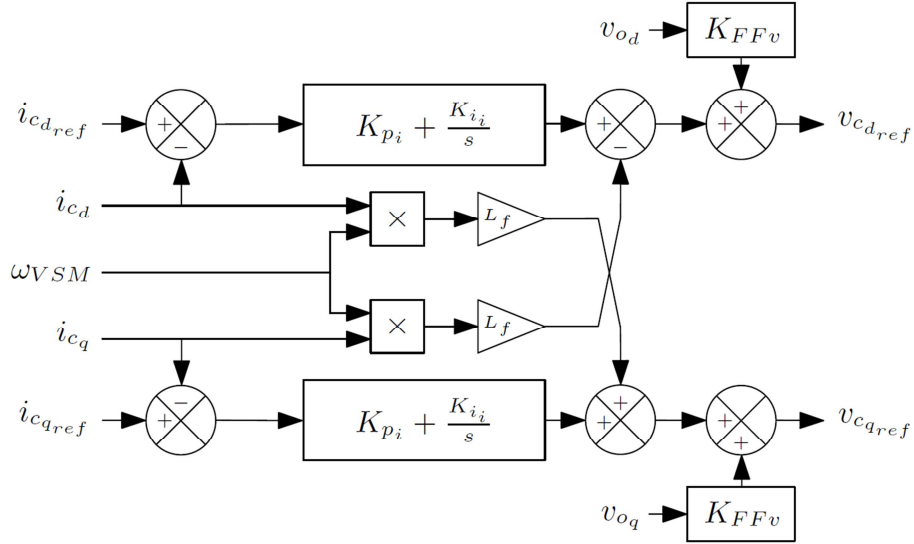 v_{o_d} K_{FFv}
i_{c_{d_{ref}}} + − K_{p_i} + \frac{K_{i_i}}{s} + − + + v_{c_{d_{ref}}}
i_{c_d} × L_f
ω_{VSM}
i_{c_q} × L_f
i_{c_{q_{ref}}} − + K_{p_i} + \frac{K_{i_i}}{s} + + + + v_{c_{q_{ref}}}
v_{o_q} K_{FFv}